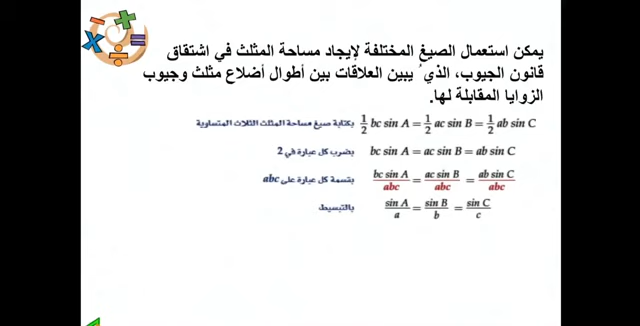 يمكن استعمال الصيغ المختلفة لإيجاد مساحة المثلث في اشتقاق
قانون الجيوب، الذي ُ يبين العلاقات بين أطوال أضلاع مثلث وجيوب
الزوايا المقابلة لها.
بكتابة صيغ مساحة المثلث الثلاث المتساوية 1/2 bc sin A = 1/2 ac sin B = 1/2 ab sin C
بضرب كل عبارة في 2 bc sin A = ac sin B = ab sin C
بقسمة كل عبارة على abc bc sin A/abc = ac sin B/abc = ab sin C/abc
بالتبسيط sin A/a = sin B/b = sin C/c